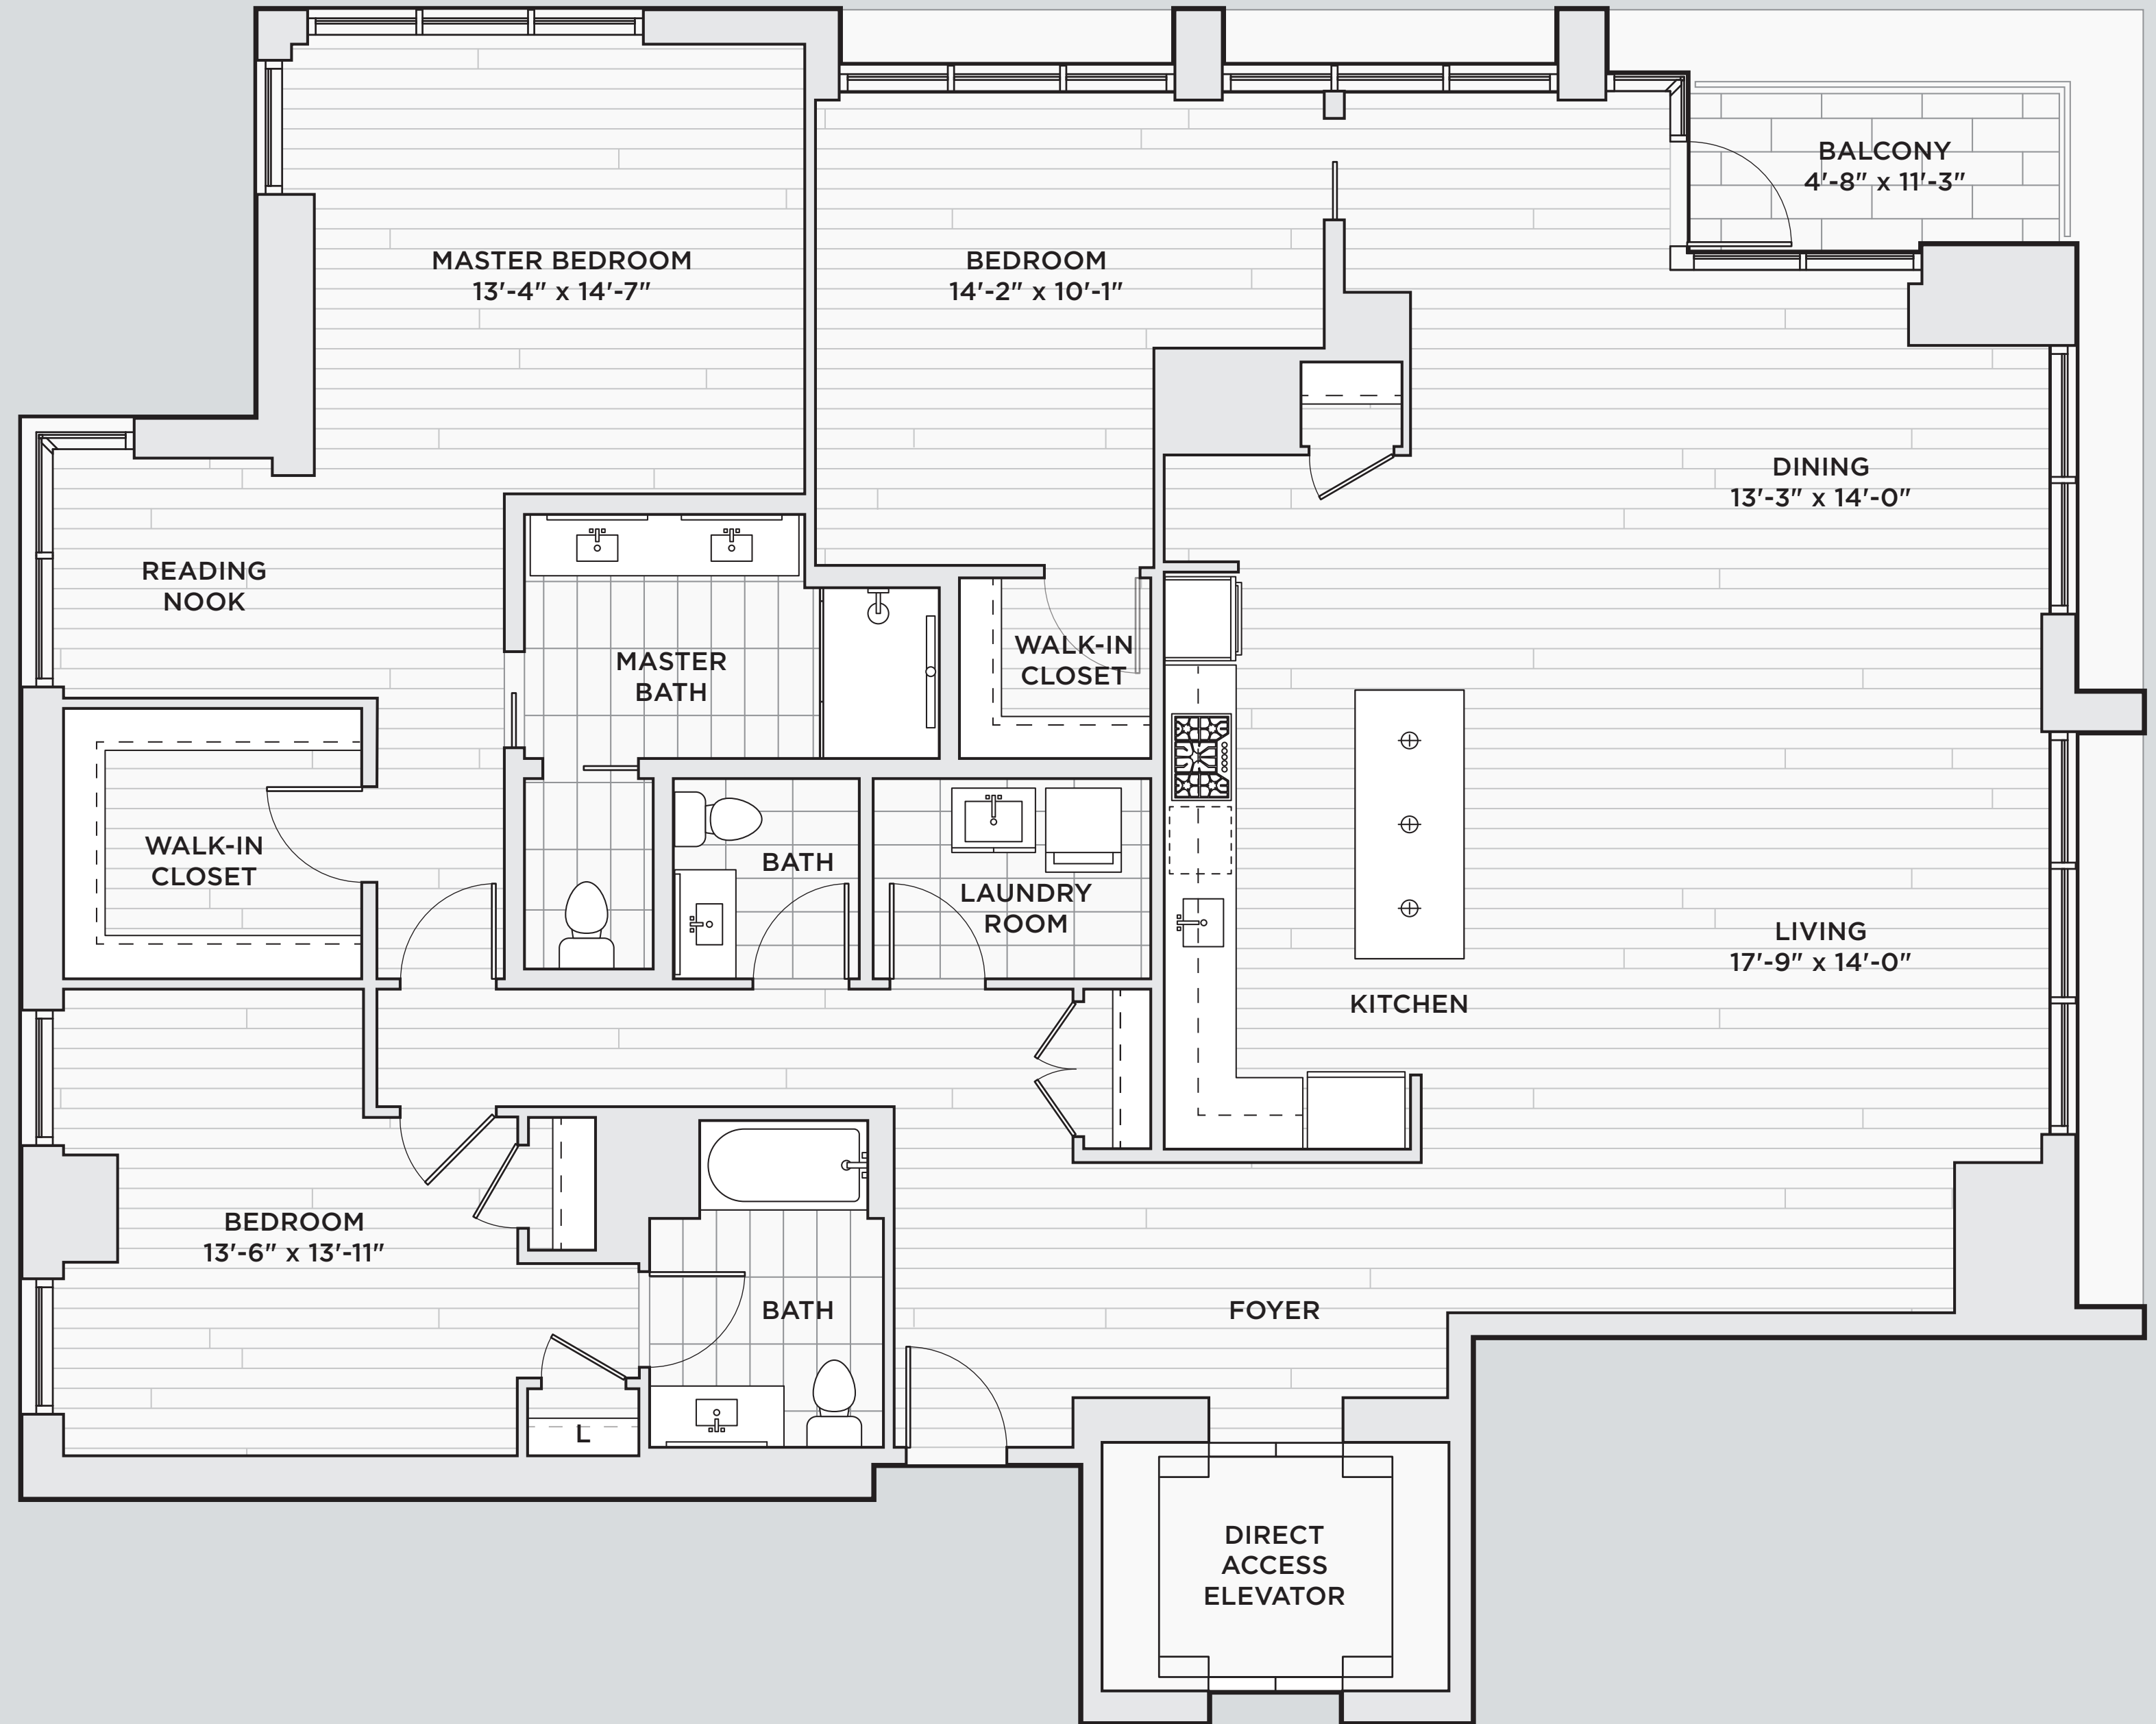 BALCONY
4'-8" x 11'-3"
MASTER BEDROOM
13'-4" x 14'-7"
BEDROOM
14'-2" x 10'-1"
DINING
13'-3" x 14'-0"
READING
NOOK
MASTER
BATH
WALK-IN
CLOSET
WALK-IN
CLOSET
BATH
LAUNDRY
ROOM
LIVING
17'-9" x 14'-0"
KITCHEN
BEDROOM
13'-6" x 13'-11"
BATH
FOYER
L
DIRECT
ACCESS
ELEVATOR